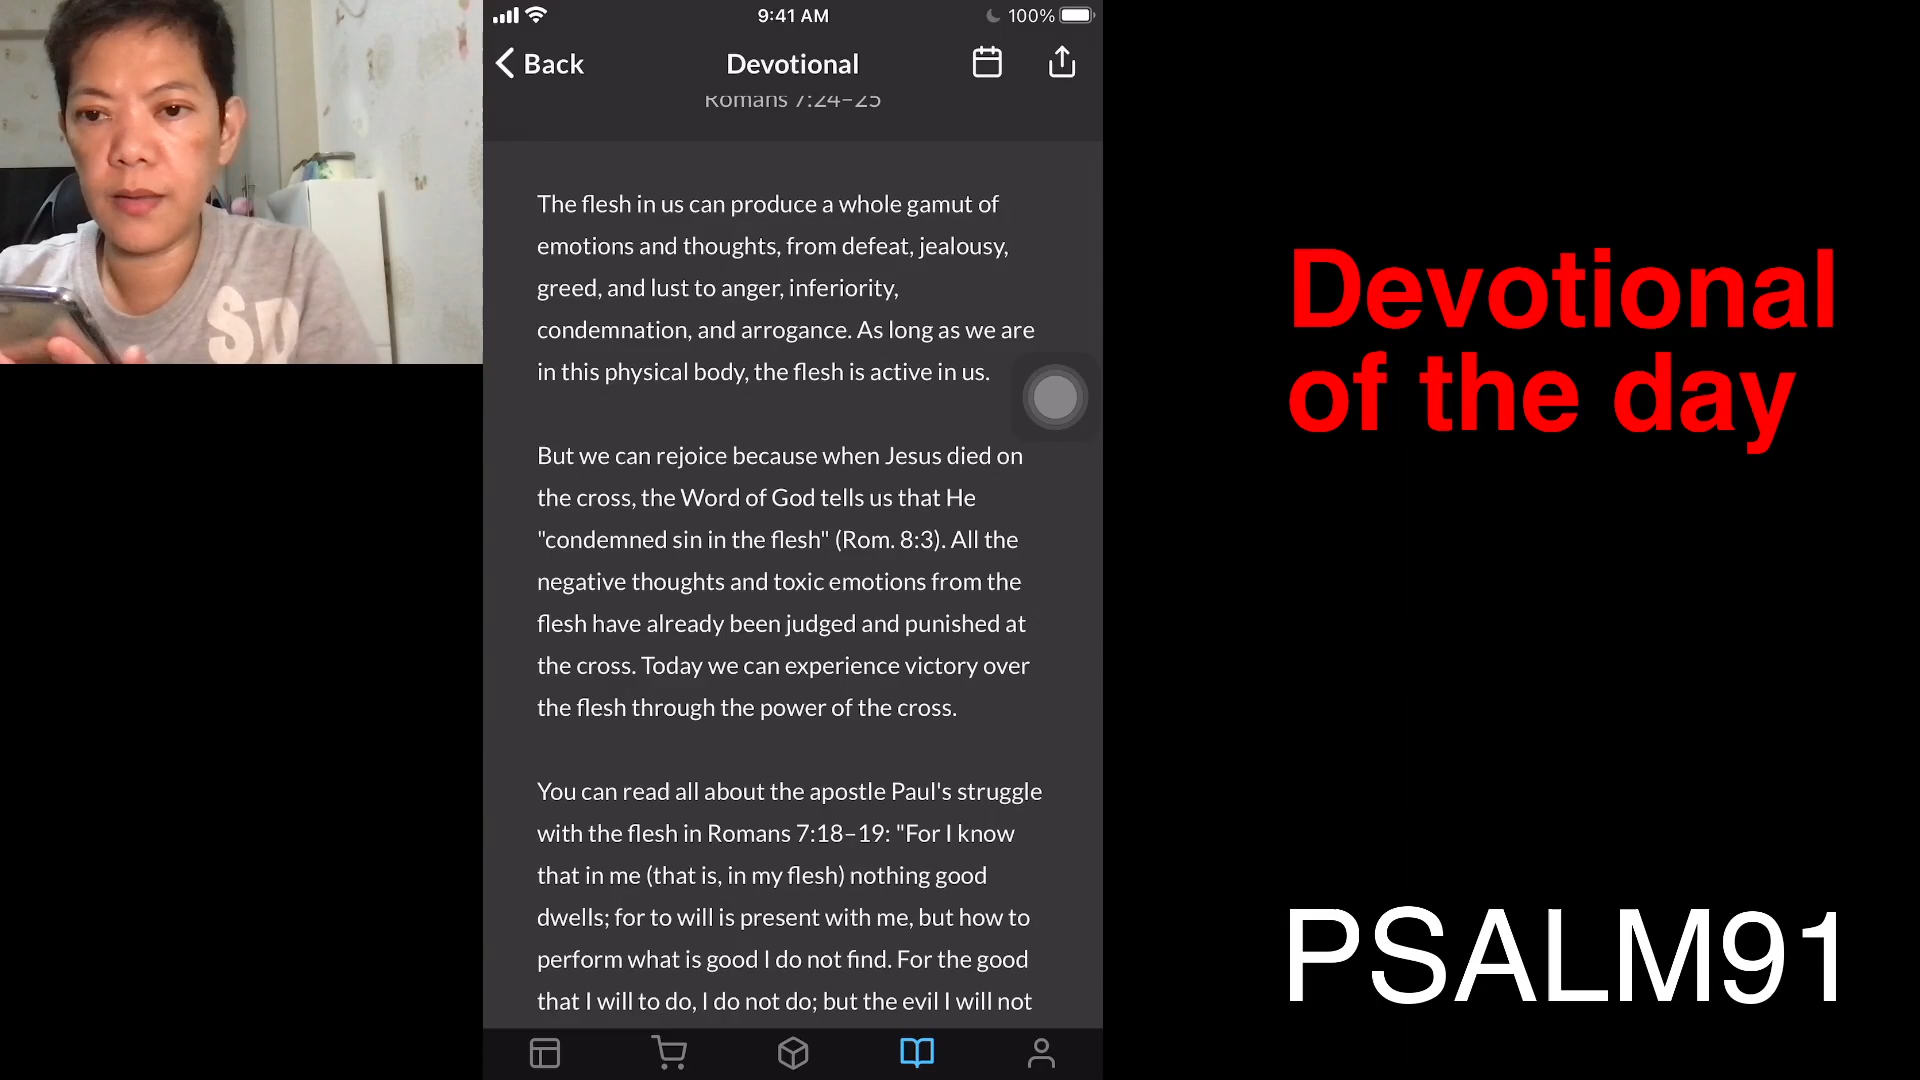 9:41 AM
100%
Back
Devotional
Romans 7:24–25
The flesh in us can produce a whole gamut of
emotions and thoughts, from defeat, jealousy,
greed, and lust to anger, inferiority,
condemnation, and arrogance. As long as we are
in this physical body, the flesh is active in us.
But we can rejoice because when Jesus died on
the cross, the Word of God tells us that He
"condemned sin in the flesh" (Rom. 8:3). All the
negative thoughts and toxic emotions from the
flesh have already been judged and punished at
the cross. Today we can experience victory over
the flesh through the power of the cross.
You can read all about the apostle Paul's struggle
with the flesh in Romans 7:18–19: "For I know
that in me (that is, in my flesh) nothing good
dwells; for to will is present with me, but how to
perform what is good I do not find. For the good
that I will to do, I do not do; but the evil I will not
SD
Devotional
of the day
PSALM91